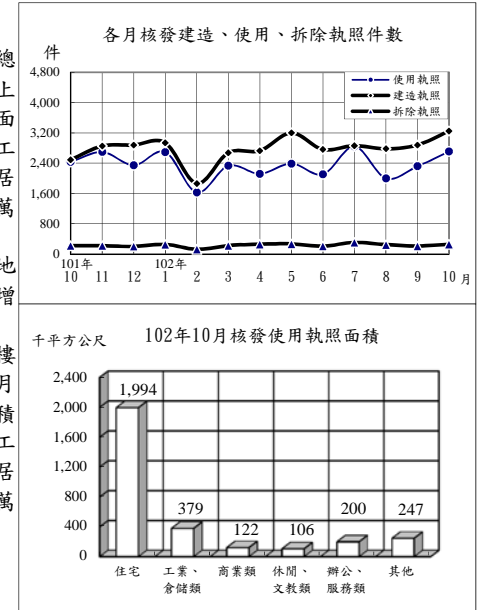 總
上
面
工
居
萬
地
增
樓
月
積
工
居
萬
各月核發建造、使用、拆除執照件數
件
4,800
4,000
3,200
2,400
1,600
800
0
使用執照
建造執照
拆除執照
101年 102年
10 11 12 1 2 3 4 5 6 7 8 9 10 月
102年10月核發使用執照面積
千平方公尺
2,400
2,000
1,600
1,200
800
400
0
1,994
379
122
106
200
247
住宅 工業、 商業類 休閒、 辦公、 其他
倉儲類 文教類 服務類